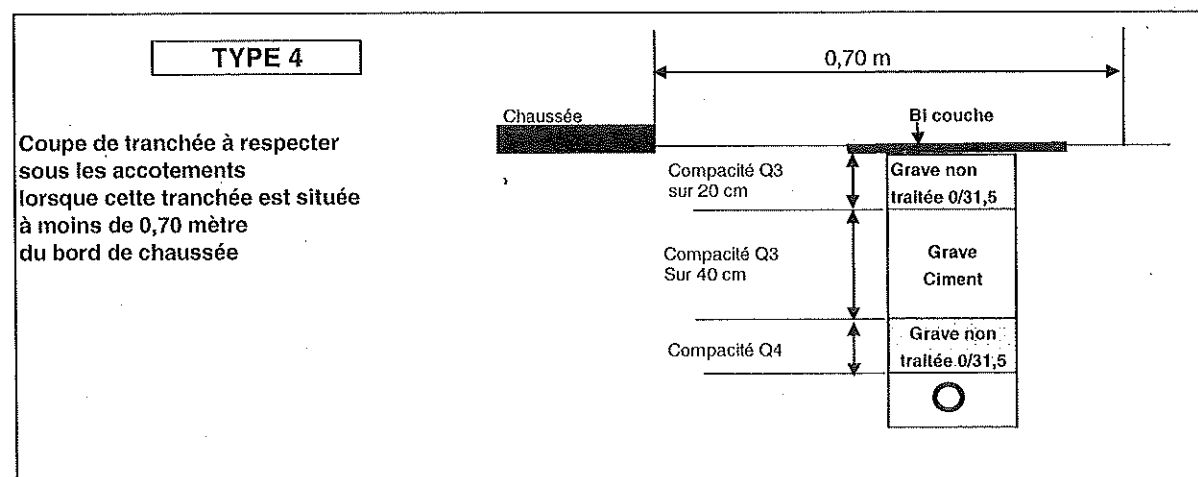 TYPE 4
Coupe de tranchée à respecter
sous les accotements
lorsque cette tranchée est située
à moins de 0,70 mètre
du bord de chaussée
0,70 m
Chaussée
Bi couche
Compacité Q3
sur 20 cm
Grave non
traitée 0/31,5
Compacité Q3
Sur 40 cm
Grave
Ciment
Compacité Q4
Grave non
traitée 0/31,5